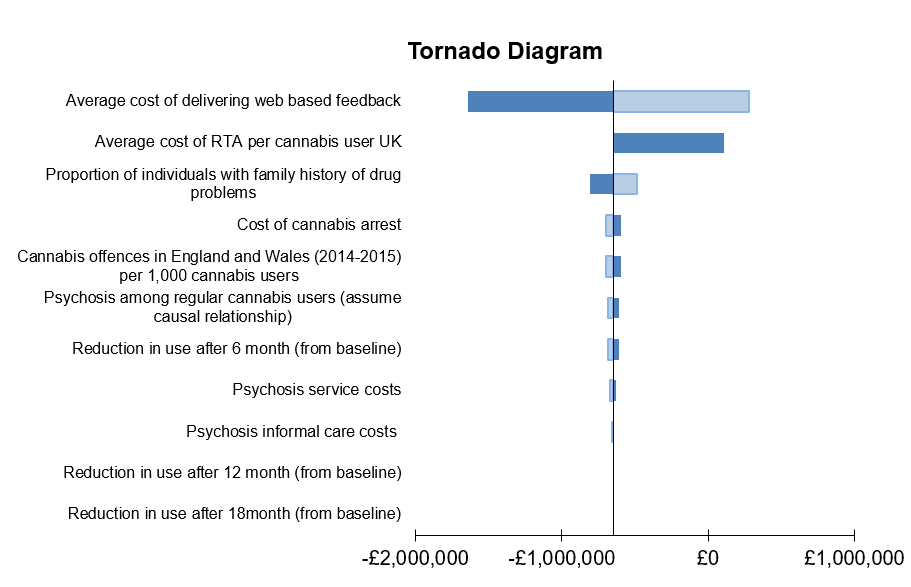 Tornado Diagram
Average cost of delivering web based feedback
Average cost of RTA per cannabis user UK
Proportion of individuals with family history of drug
problems
Cost of cannabis arrest
Cannabis offences in England and Wales (2014-2015)
per 1,000 cannabis users
Psychosis among regular cannabis users (assume
causal relationship)
Reduction in use after 6 month (from baseline)
Psychosis service costs
Psychosis informal care costs
Reduction in use after 12 month (from baseline)
Reduction in use after 18month (from baseline)
-£2,000,000 -£1,000,000 £0 £1,000,000